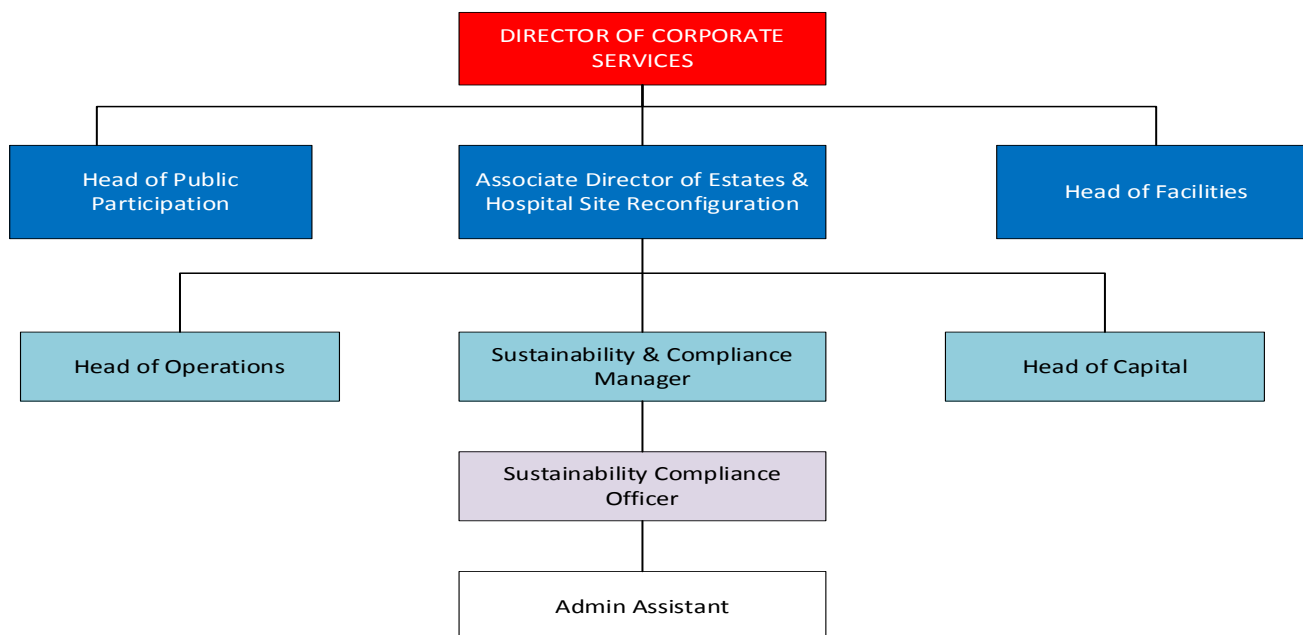 DIRECTOR OF CORPORATE
SERVICES
Head of Public
Participation
Associate Director of Estates &
Hospital Site Reconfiguration
Head of Facilities
Head of Operations
Sustainability & Compliance
Manager
Head of Capital
Sustainability Compliance
Officer
Admin Assistant